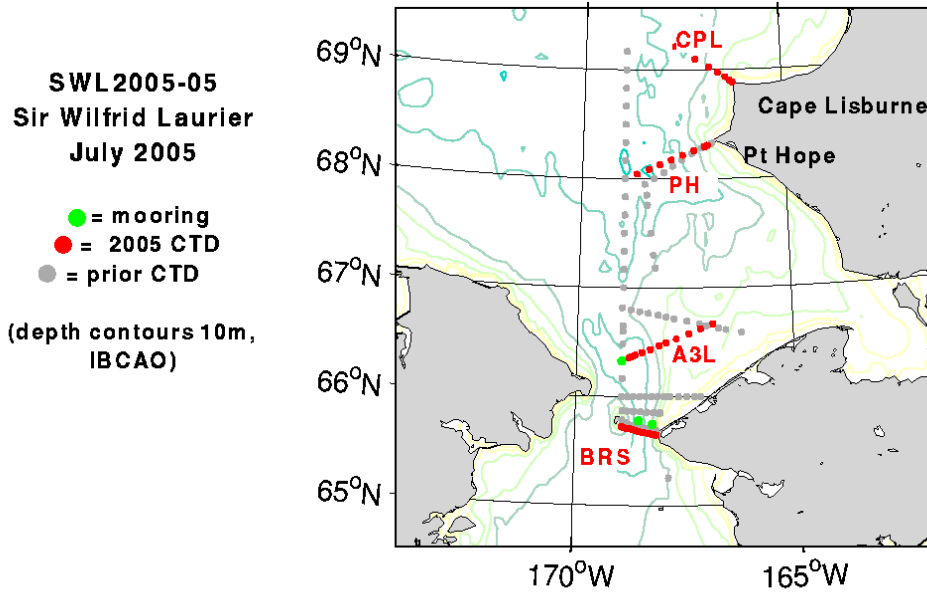 SWL2005-05
Sir Wilfrid Laurier
July 2005
= mooring
= 2005 CTD
= prior CTD
(depth contours 10m,
IBCAO)
69°N
68°N
67°N
66°N
65°N
170°W
165°W
CPL
Cape Lisburne
Pt Hope
PH
A3L
BRS